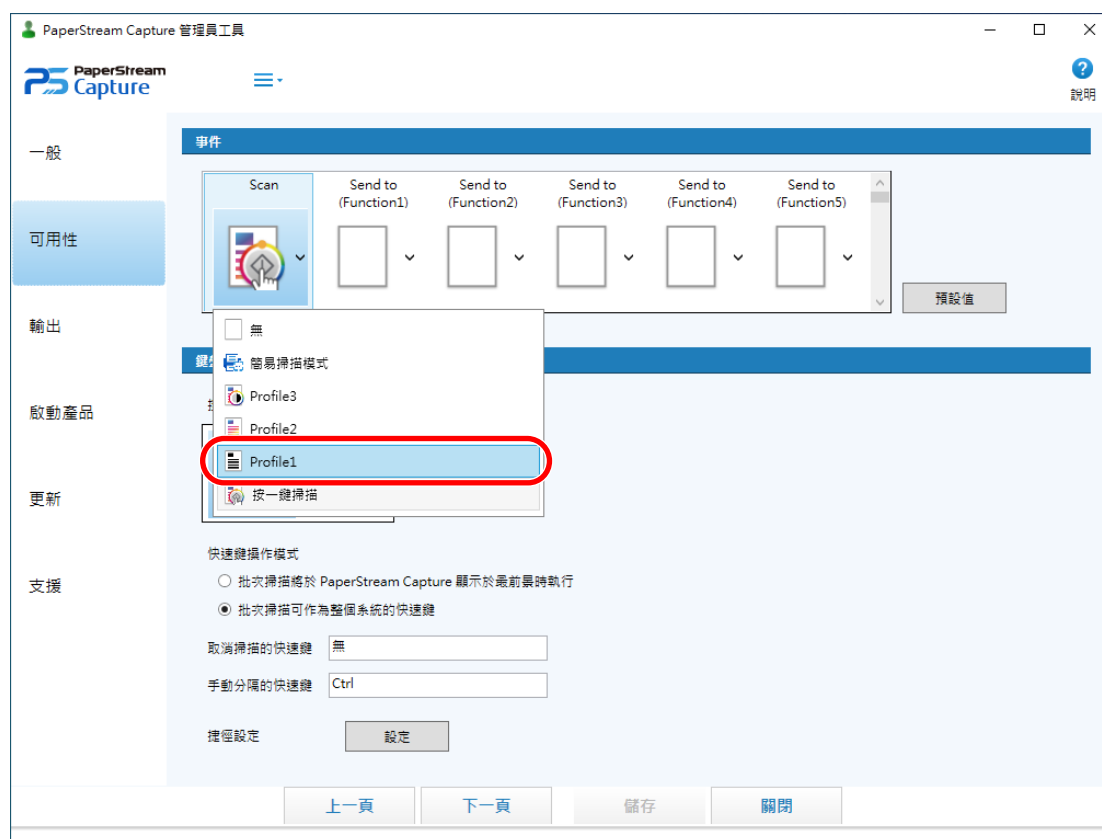 PaperStream Capture 管理員工具
PaperStream
Capture
說明
一般
可用性
輸出
啟動產品
更新
支援
事件
Scan
Send to
(Function1)
Send to
(Function2)
Send to
(Function3)
Send to
(Function4)
Send to
(Function5)
預設值
無
簡易掃描模式
Profile3
Profile2
Profile1
按一鍵掃描
快速鍵操作模式
批次掃描將於 PaperStream Capture 顯示於最前景時執行
批次掃描可作為整個系統的快速鍵
取消掃描的快速鍵 無
手動分隔的快速鍵 Ctrl
捷徑設定 設定
上一頁 下一頁 儲存 關閉